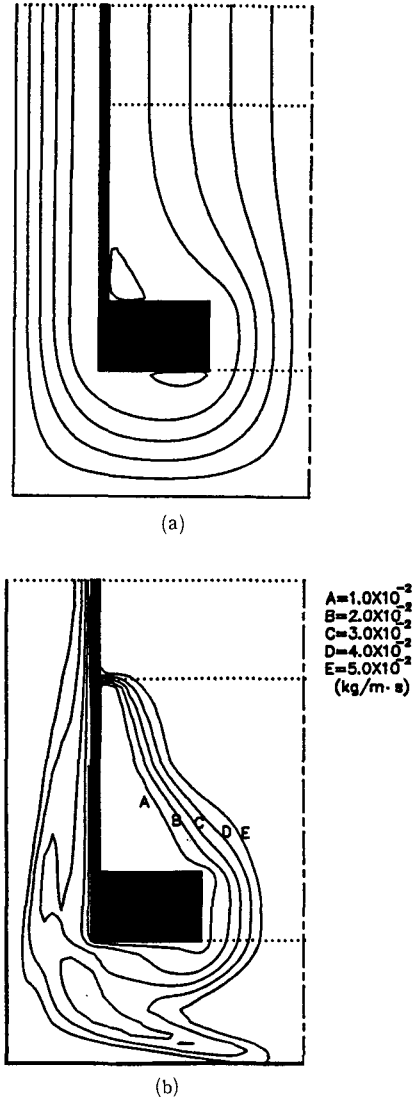 (a)
A=1.0X10⁻²
B=2.0X10⁻²
C=3.0X10⁻²
D=4.0X10⁻²
E=5.0X10⁻²
(kg/m·s)
A
B
C
D
E
(b)